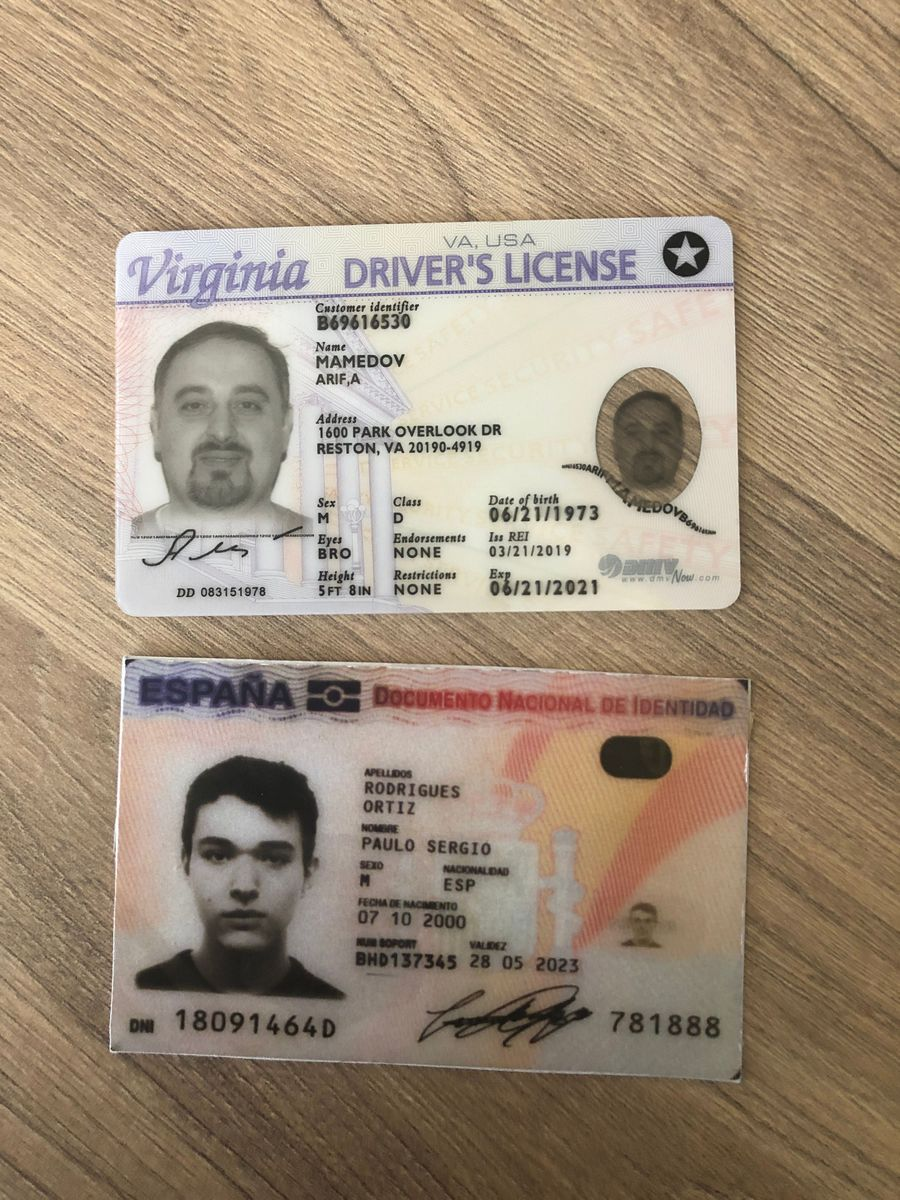 VA, USA
Virginia DRIVER'S LICENSE
Customer identifier
B69616530
Name
MAMEDOV
ARIF,A
Address
1600 PARK OVERLOOK DR
RESTON, VA 20190-4919
Sex Class Date of birth
M D 06/21/1973
Eyes Endorsements Iss REI
BRO NONE 03/21/2019
Height Restrictions Exp
5FT 8IN NONE 06/21/2021
DD 083151978
dmv
www.dmvNow.com
ESPAÑA DOCUMENTO NACIONAL DE IDENTIDAD
APELLIDOS
RODRIGUES
ORTIZ
NOMBRE
PAULO SERGIO
SEXO NACIONALIDAD
M ESP
FECHA DE NACIMIENTO
07 10 2000
NUM SOPORT VALIDEZ
BHD137345 28 05 2023
DNI 18091464D 781888